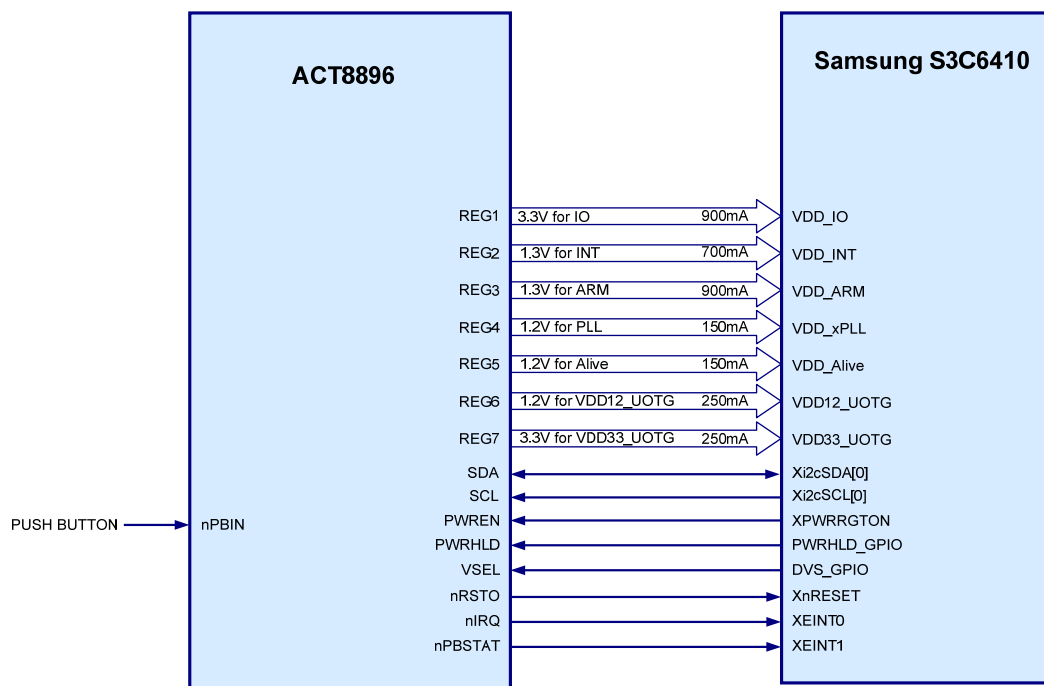 ACT8896
Samsung S3C6410
REG1 3.3V for IO 900mA VDD_IO
REG2 1.3V for INT 700mA VDD_INT
REG3 1.3V for ARM 900mA VDD_ARM
REG4 1.2V for PLL 150mA VDD_xPLL
REG5 1.2V for Alive 150mA VDD_Alive
REG6 1.2V for VDD12_UOTG 250mA VDD12_UOTG
REG7 3.3V for VDD33_UOTG 250mA VDD33_UOTG
SDA Xi2cSDA[0]
SCL Xi2cSCL[0]
PUSH BUTTON nPBIN PWREN XPWRRGTON
PWRHLD PWRHLD_GPIO
VSEL DVS_GPIO
nRSTO XnRESET
nIRQ XEINT0
nPBSTAT XEINT1